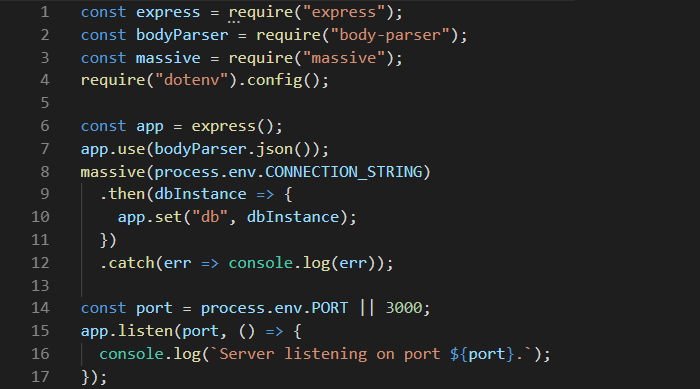 1 const express = require("express");
2 const bodyParser = require("body-parser");
3 const massive = require("massive");
4 require("dotenv").config();
5
6 const app = express();
7 app.use(bodyParser.json());
8 massive(process.env.CONNECTION_STRING)
9   .then(dbInstance => {
10     app.set("db", dbInstance);
11   })
12   .catch(err => console.log(err));
13
14 const port = process.env.PORT || 3000;
15 app.listen(port, () => {
16   console.log(`Server listening on port ${port}.`);
17 });